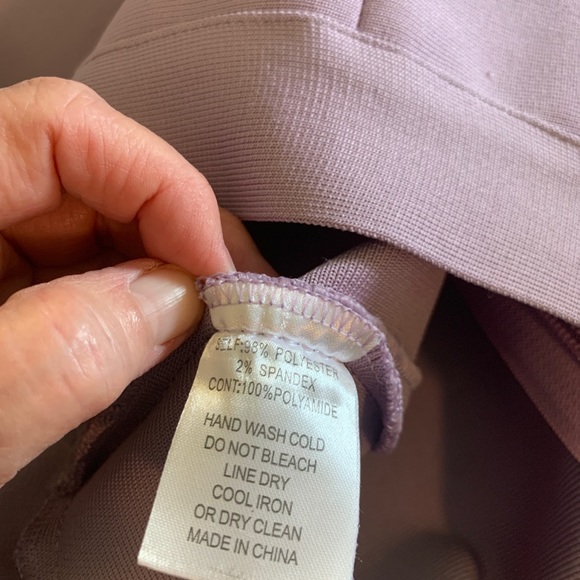 SELF:98% POLYESTER
2% SPANDEX
CONT:100%POLYAMIDE
HAND WASH COLD
DO NOT BLEACH
LINE DRY
COOL IRON
OR DRY CLEAN
MADE IN CHINA